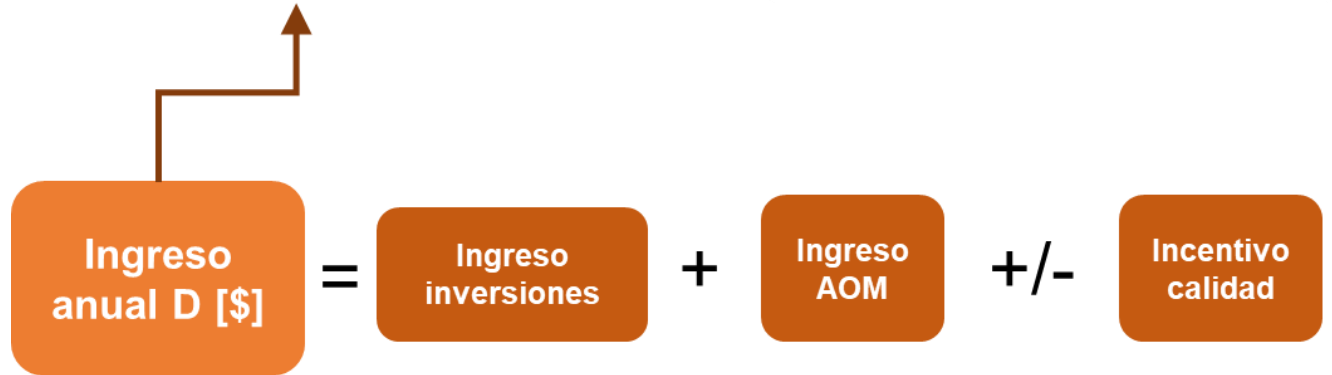 Ingreso
anual D [$]
=
Ingreso
inversiones
+
Ingreso
AOM
+/-
Incentivo
calidad